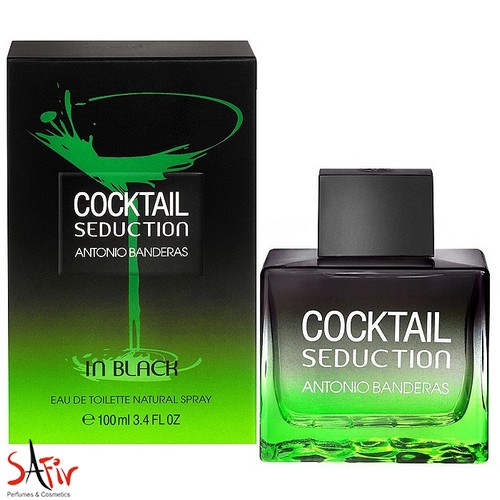 COCKTAIL
SEDUCTION
ANTONIO BANDERAS
IN BLACK
EAU DE TOILETTE NATURAL SPRAY
℮ 100 ml 3.4 FL OZ
COCKTAIL
SEDUCTION
ANTONIO BANDERAS
SAFir
Perfumes & Cosmetics